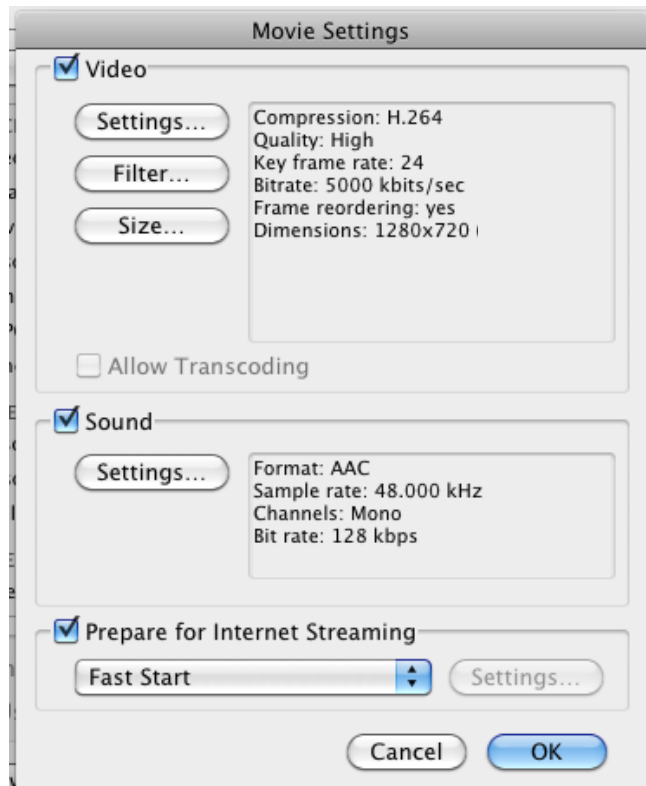 Movie Settings
Video
Settings...
Filter...
Size...
Compression: H.264
Quality: High
Key frame rate: 24
Bitrate: 5000 kbits/sec
Frame reordering: yes
Dimensions: 1280x720
Allow Transcoding
Sound
Settings...
Format: AAC
Sample rate: 48.000 kHz
Channels: Mono
Bit rate: 128 kbps
Prepare for Internet Streaming
Fast Start
Settings...
Cancel
OK